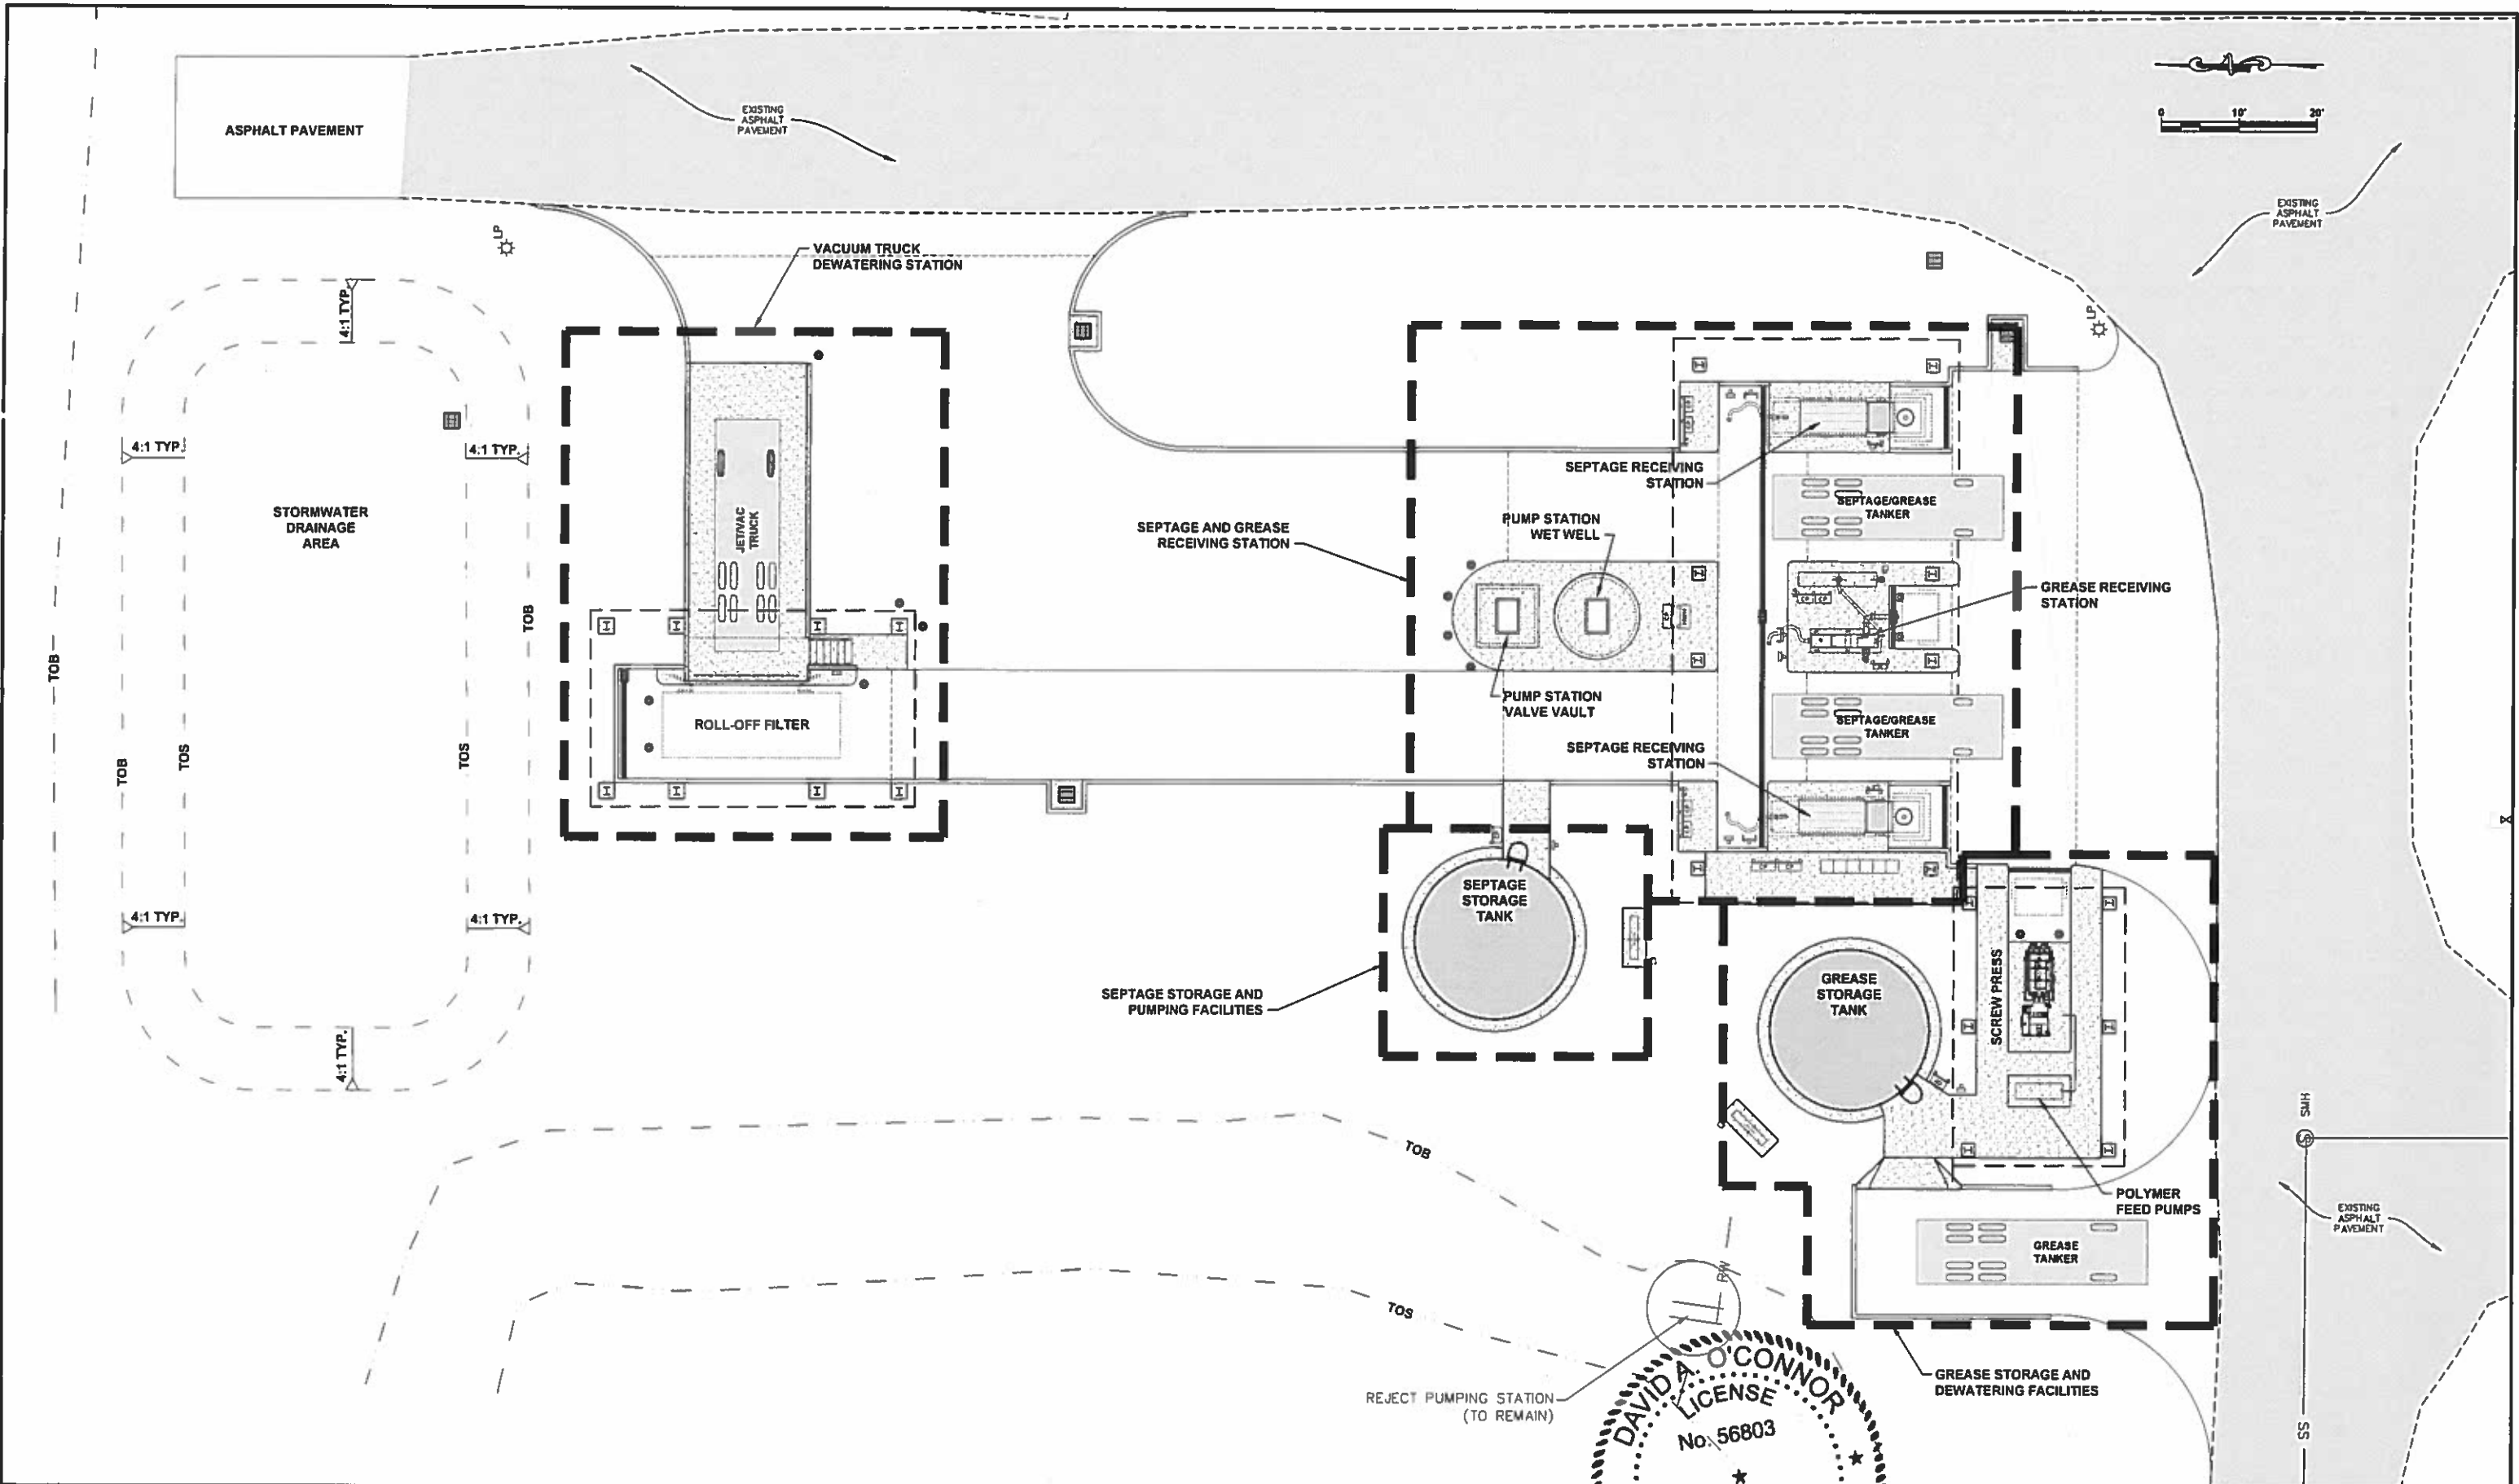 ASPHALT PAVEMENT
EXISTING
ASPHALT
PAVEMENT
0 10' 20'
EXISTING
ASPHALT
PAVEMENT
LP
VACUUM TRUCK
DEWATERING STATION
4:1 TYP.
LP
4:1 TYP.
4:1 TYP.
STORMWATER
DRAINAGE
AREA
JET/VAC
TRUCK
SEPTAGE RECEIVING
STATION
SEPTAGE/GREASE
TANKER
SEPTAGE AND GREASE
RECEIVING STATION
PUMP STATION
WET WELL
GREASE RECEIVING
STATION
TOB
TOB
PUMP STATION
VALVE VAULT
ROLL-OFF FILTER
SEPTAGE/GREASE
TANKER
SEPTAGE RECEIVING
STATION
TOB
TOS
TOS
SEPTAGE
STORAGE
TANK
4:1 TYP.
4:1 TYP.
SEPTAGE STORAGE AND
PUMPING FACILITIES
GREASE
STORAGE
TANK
SCREW PRESS
4:1 TYP.
SMH
S
TOB
POLYMER
FEED PUMPS
EXISTING
ASPHALT
PAVEMENT
GREASE
TANKER
RW
TOS
REJECT PUMPING STATION
(TO REMAIN)
GREASE STORAGE AND
DEWATERING FACILITIES
DAVID A. O'CONNOR
LICENSE
No. 56803
SS